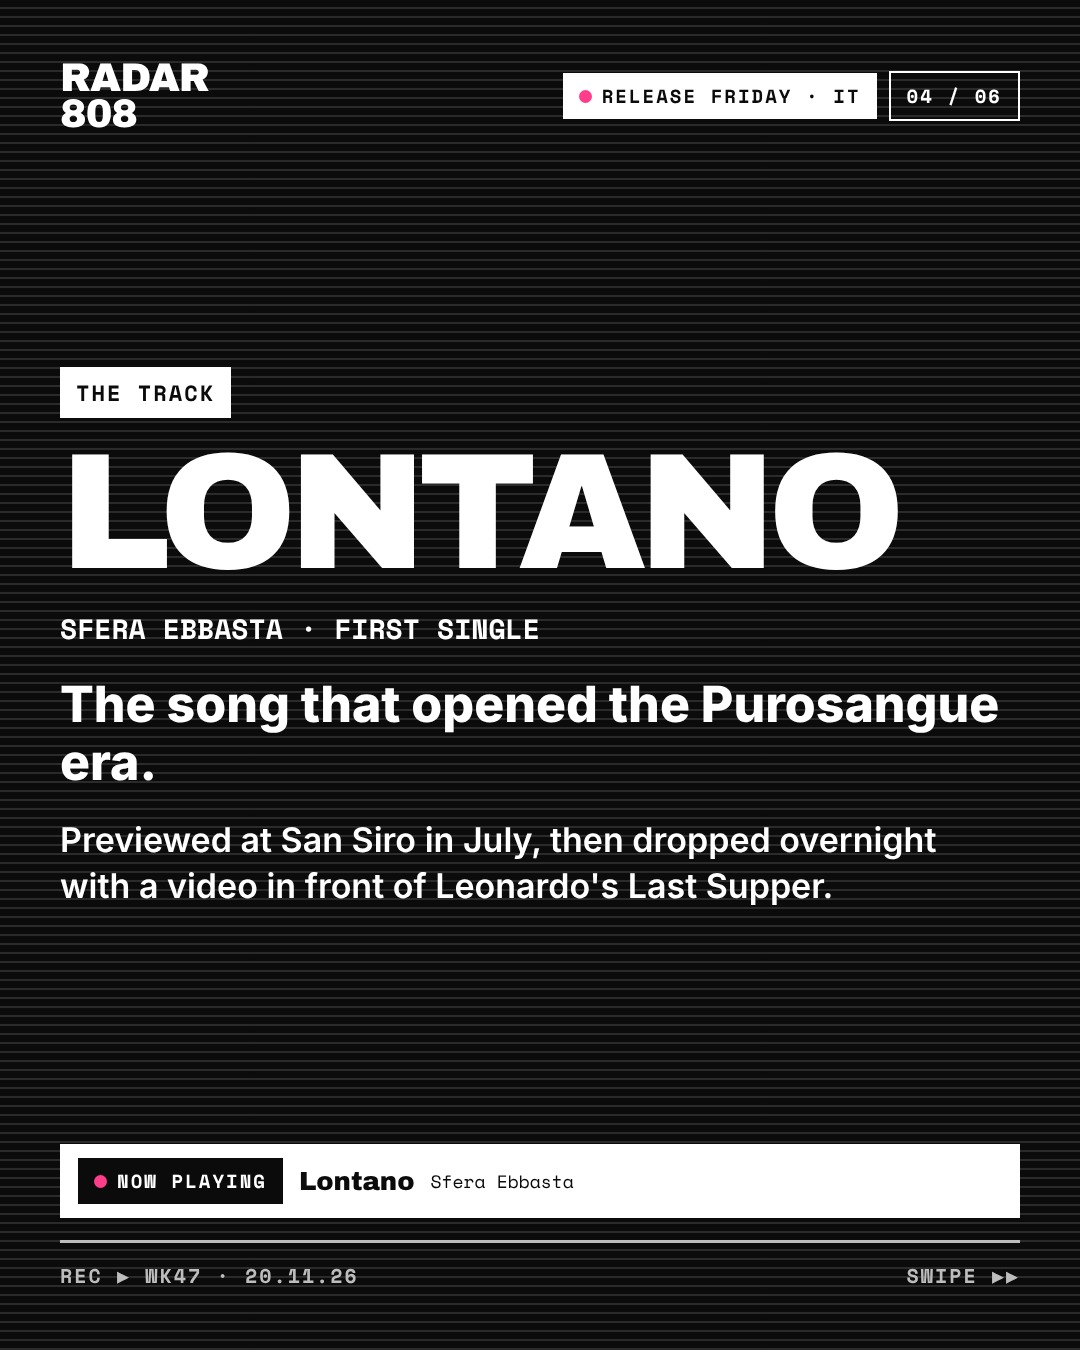 RADAR
808
RELEASE FRIDAY · IT
04 / 06
THE TRACK
LONTANO
SFERA EBBASTA · FIRST SINGLE
The song that opened the Purosangue
era.
Previewed at San Siro in July, then dropped overnight
with a video in front of Leonardo's Last Supper.
NOW PLAYING Lontano Sfera Ebbasta
REC ▶ WK47 · 20.11.26
SWIPE ▶▶